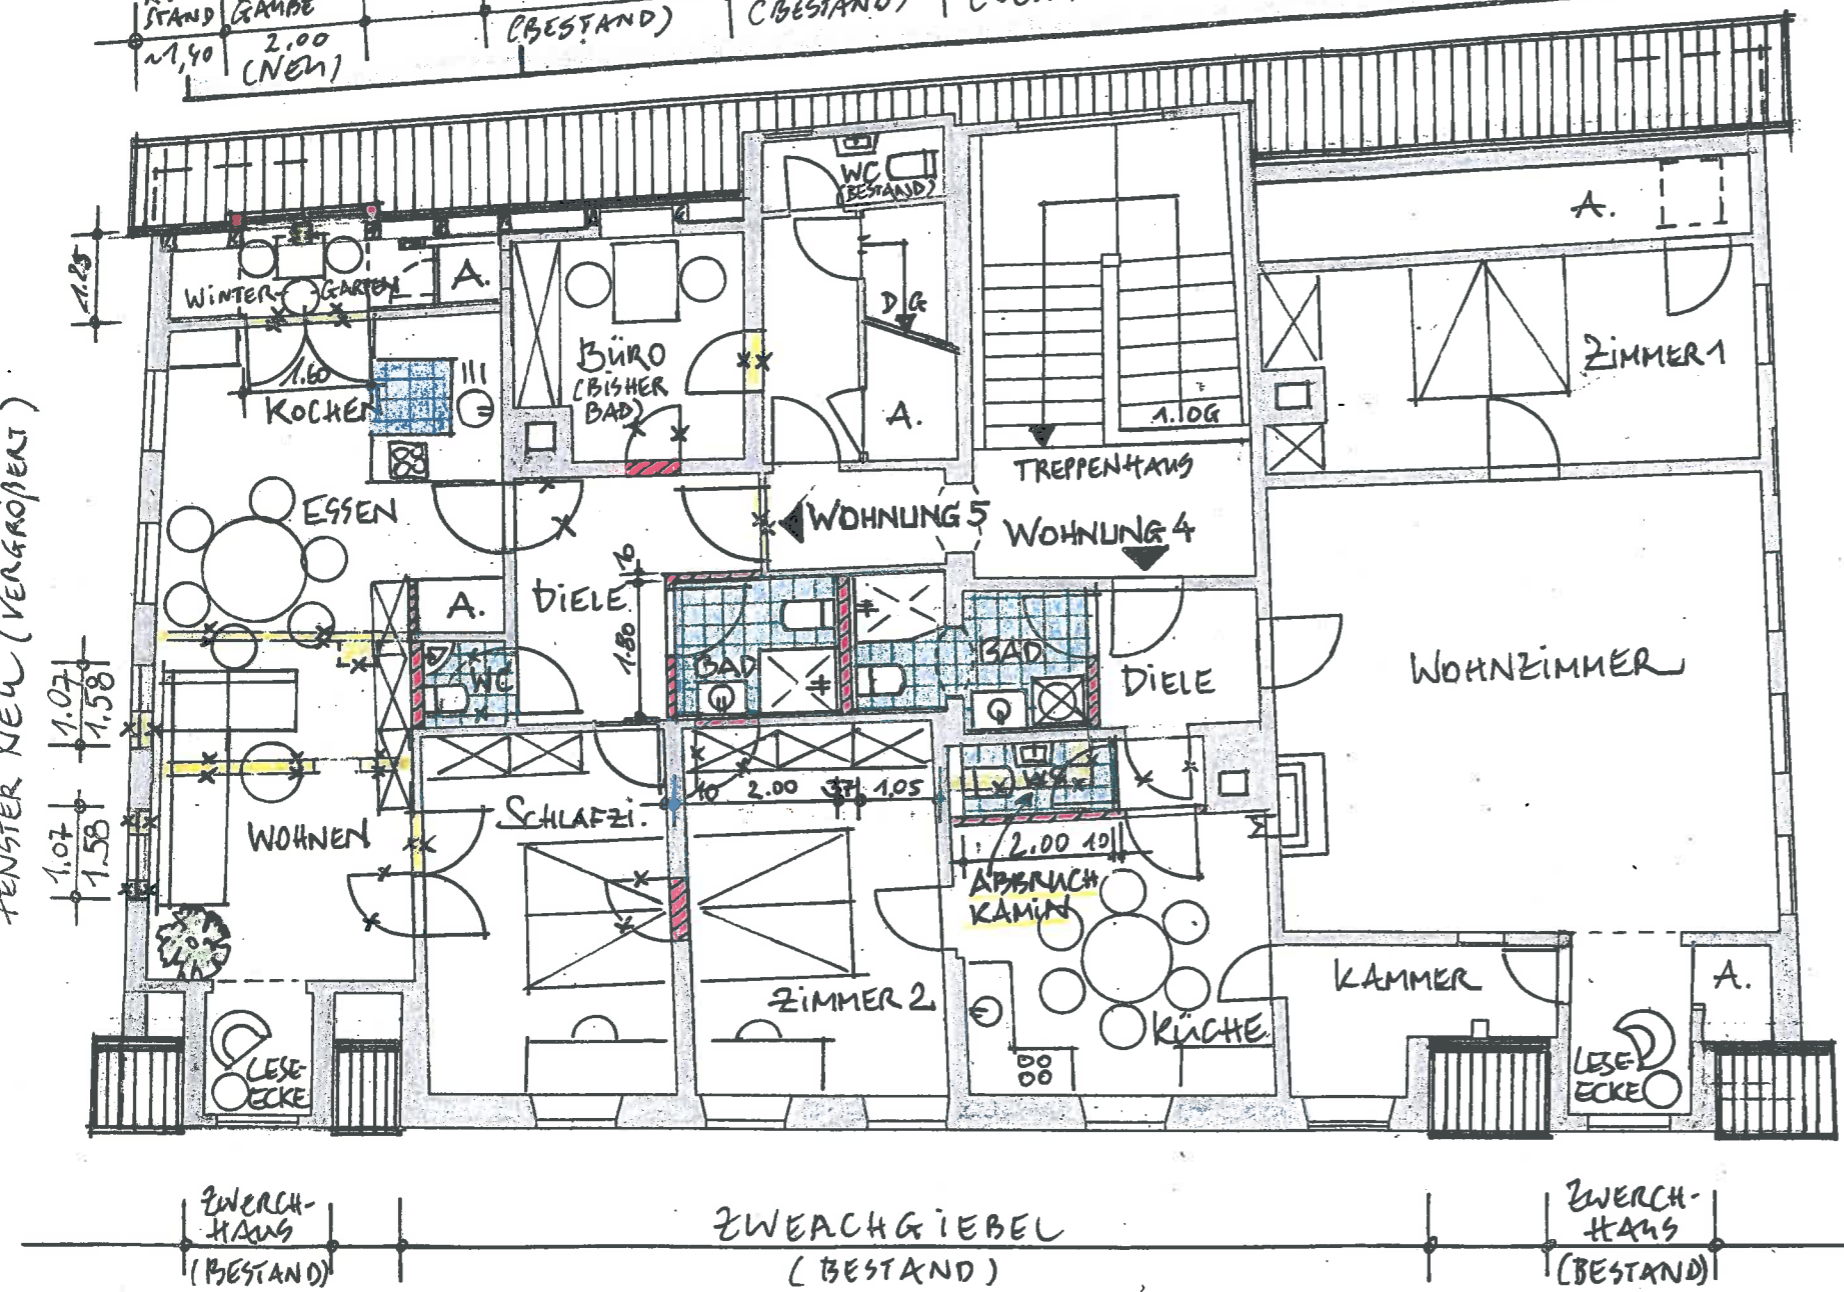 STAND
GAUBE
(BESTAND)
(BESTAND)
~1,40
2.00
(NEU)
WC
(BESTAND)
A.
1.25
WINTER-
GARTEN
A.
DG
BÜRO
(BISHER
BAD)
1.60
KOCHEN
A.
1.OG
ZIMMER 1
TREPPENHAUS
ESSEN
WOHNUNG 5
WOHNUNG 4
FENSTER NEU (VERGRÖßERT)
10
1.80
A.
DIELE
WC
BAD
BAD
DIELE
WOHNZIMMER
1.07
1.58
1.07
1.58
10
2.00
37
1,05
WC
SCHLAFZI.
WOHNEN
2.00
10
ABBRUCH
KAMIN
ZIMMER 2
KÜCHE
KAMMER
A.
LESE-
ECKE
LESE-
ECKE
ZWERCH-
HAUS
(BESTAND)
ZWERCHGIEBEL
(BESTAND)
ZWERCH-
HAUS
(BESTAND)